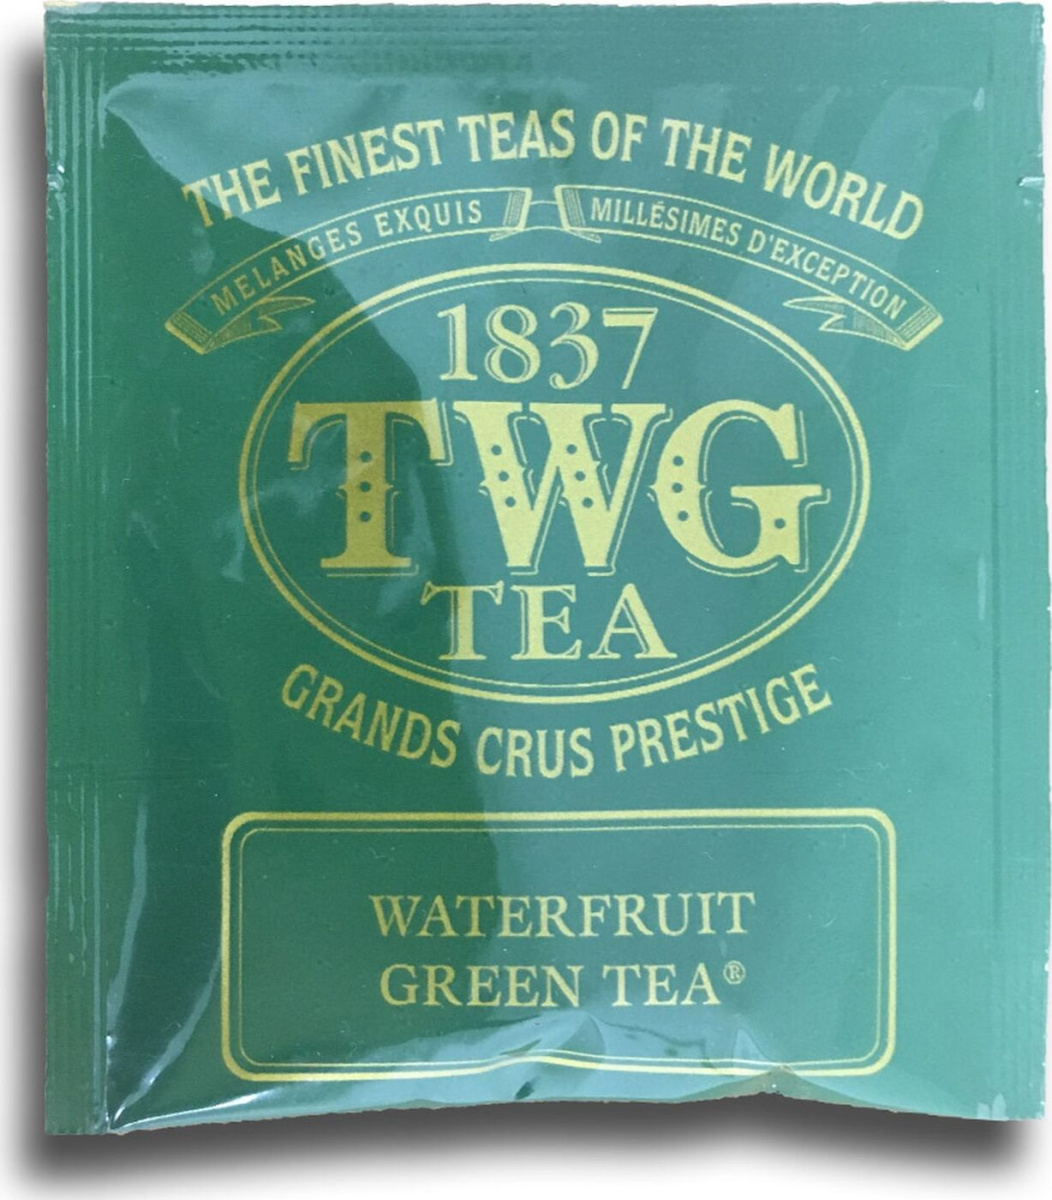 THE FINEST TEAS OF THE WORLD
MELANGES EXQUIS MILLÉSIMES D'EXCEPTION
1837
TWG
TEA
GRANDS CRUS PRESTIGE
WATERFRUIT
GREEN TEA®